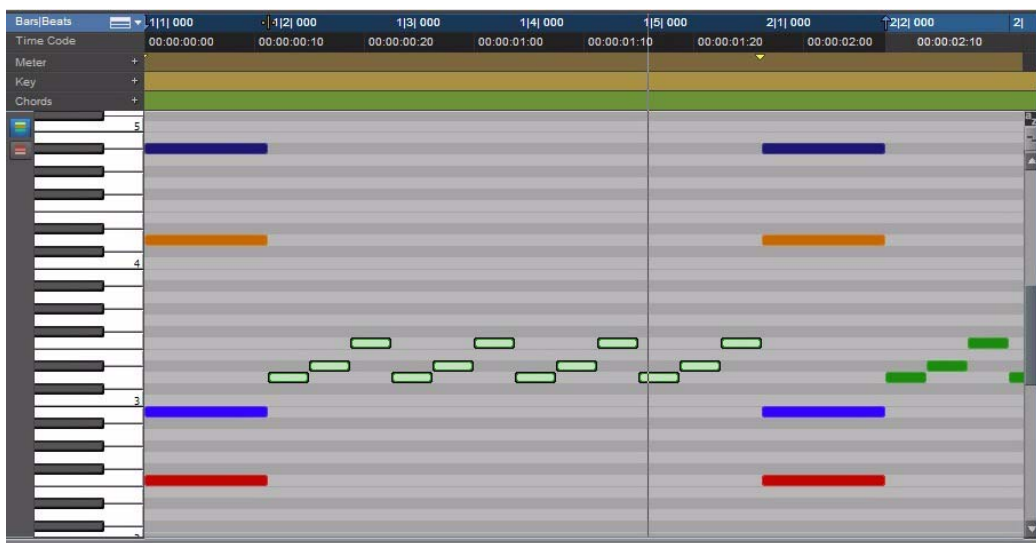 Bars|Beats 1|1| 000 1|2| 000 1|3| 000 1|4| 000 1|5| 000 2|1| 000 2|2| 000 2|
Time Code 00:00:00:00 00:00:00:10 00:00:00:20 00:00:01:00 00:00:01:10 00:00:01:20 00:00:02:00 00:00:02:10
Meter +
Key +
Chords +
5
a
z
4
3